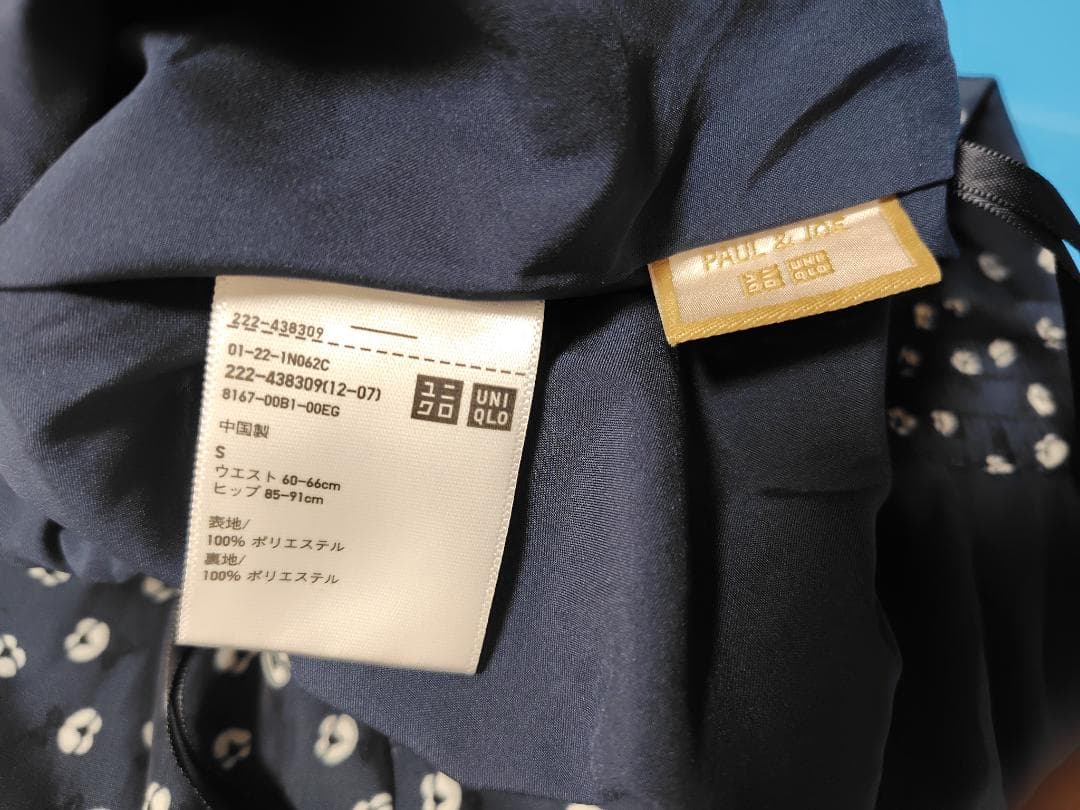 222-438309
01-22-1N062C
222-438309(12-07)
8167-00B1-00EG
ユニクロ
UNIQLO
中国製
S
ウエスト 60-66cm
ヒップ 85-91cm
表地/
100% ポリエステル
裏地/
100% ポリエステル
PAUL & JOE
ユニクロ
UNIQLO